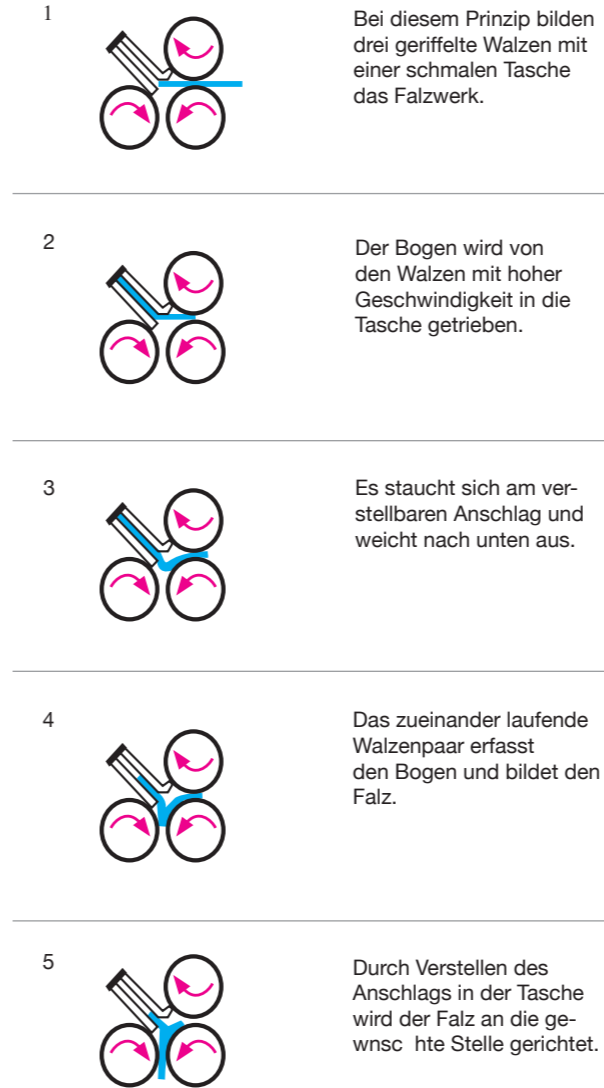 1
Bei diesem Prinzip bilden
drei geriffelte Walzen mit
einer schmalen Tasche
das Falzwerk.
2
Der Bogen wird von
den Walzen mit hoher
Geschwindigkeit in die
Tasche getrieben.
3
Es staucht sich am ver-
stellbaren Anschlag und
weicht nach unten aus.
4
Das zueinander laufende
Walzenpaar erfasst
den Bogen und bildet den
Falz.
5
Durch Verstellen des
Anschlags in der Tasche
wird der Falz an die ge-
wnsc hte Stelle gerichtet.